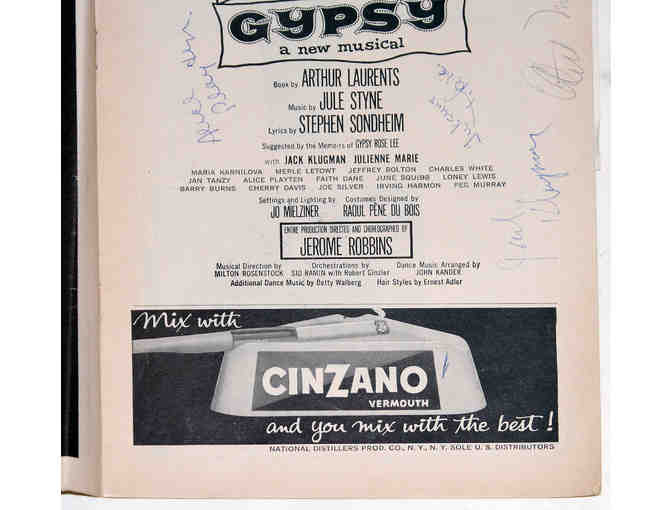 GYPSY
a new musical
Book by ARTHUR LAURENTS
Music by JULE STYNE
Lyrics by STEPHEN SONDHEIM
Suggested by the Memoirs of GYPSY ROSE LEE
with JACK KLUGMAN JULIENNE MARIE
MARIA KARNILOVA MERLE LETOWT JEFFREY BOLTON CHARLES WHITE
JAN TANZY ALICE PLAYTEN FAITH DANE JUNE SQUIBB LONEY LEWIS
BARRY BURNS CHERRY DAVIS JOE SILVER IRVING HARMON PEG MURRAY
Settings and Lighting by Costumes Designed by
JO MIELZINER RAOUL PÈNE DU BOIS
ENTIRE PRODUCTION DIRECTED AND CHOREOGRAPHED BY
JEROME ROBBINS
Musical Direction by Orchestrations by Dance Music Arranged by
MILTON ROSENSTOCK SID RAMIN with Robert Ginzler JOHN KANDER
Additional Dance Music by Betty Walberg Hair Styles by Ernest Adler
Jack Klugman
Mix with
CINZANO
VERMOUTH
and you mix with the best!
NATIONAL DISTILLERS PROD. CO., N. Y., N. Y. SOLE U. S. DISTRIBUTORS